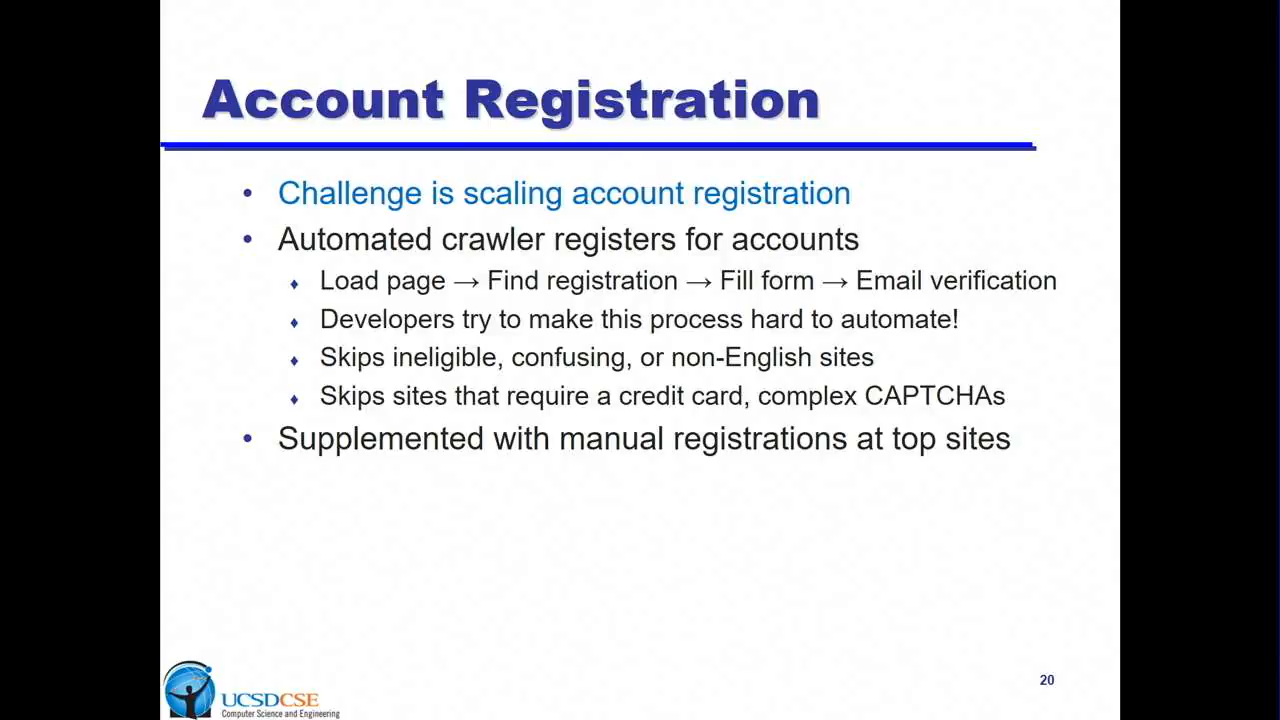 Account Registration
• Challenge is scaling account registration
• Automated crawler registers for accounts
♦ Load page → Find registration → Fill form → Email verification
♦ Developers try to make this process hard to automate!
♦ Skips ineligible, confusing, or non-English sites
♦ Skips sites that require a credit card, complex CAPTCHAs
• Supplemented with manual registrations at top sites
UCSDCSE
Computer Science and Engineering
20